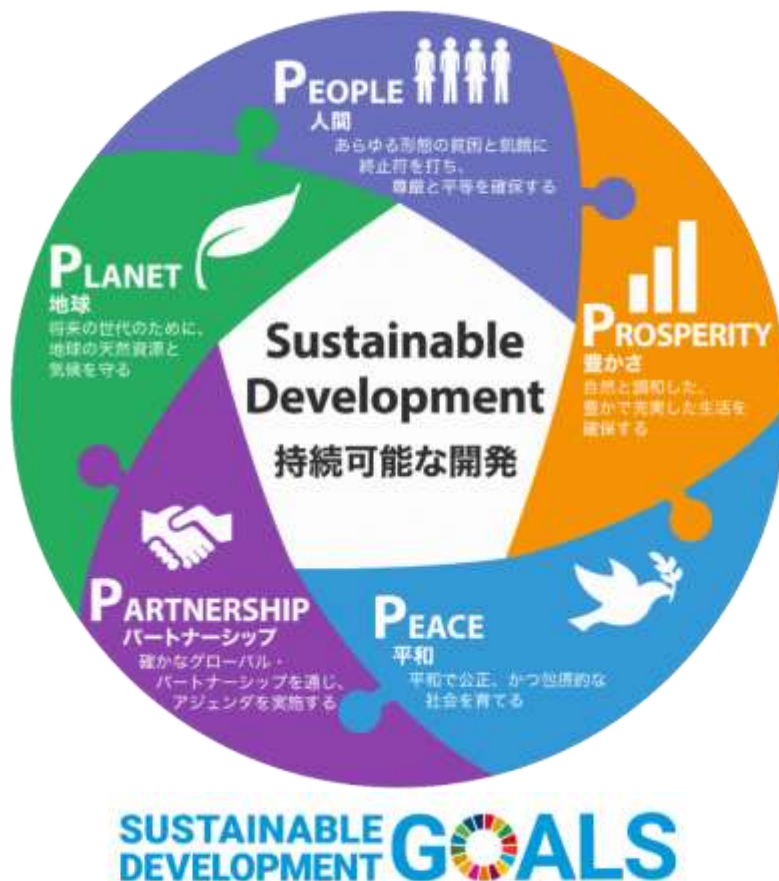 PEOPLE
人間
あらゆる形態の貧困と飢餓に
終止符を打ち、
尊厳と平等を確保する
PROSPERITY
豊かさ
自然と調和した、
豊かで充実した生活を
確保する
PLANET
地球
将来の世代のために、
地球の天然資源と
気候を守る
Sustainable
Development
持続可能な開発
PARTNERSHIP
パートナーシップ
確かなグローバル・
パートナーシップを通じ、
アジェンダを実施する
PEACE
平和
平和で公正、かつ包摂的な
社会を育てる
SUSTAINABLE
DEVELOPMENT
GOALS